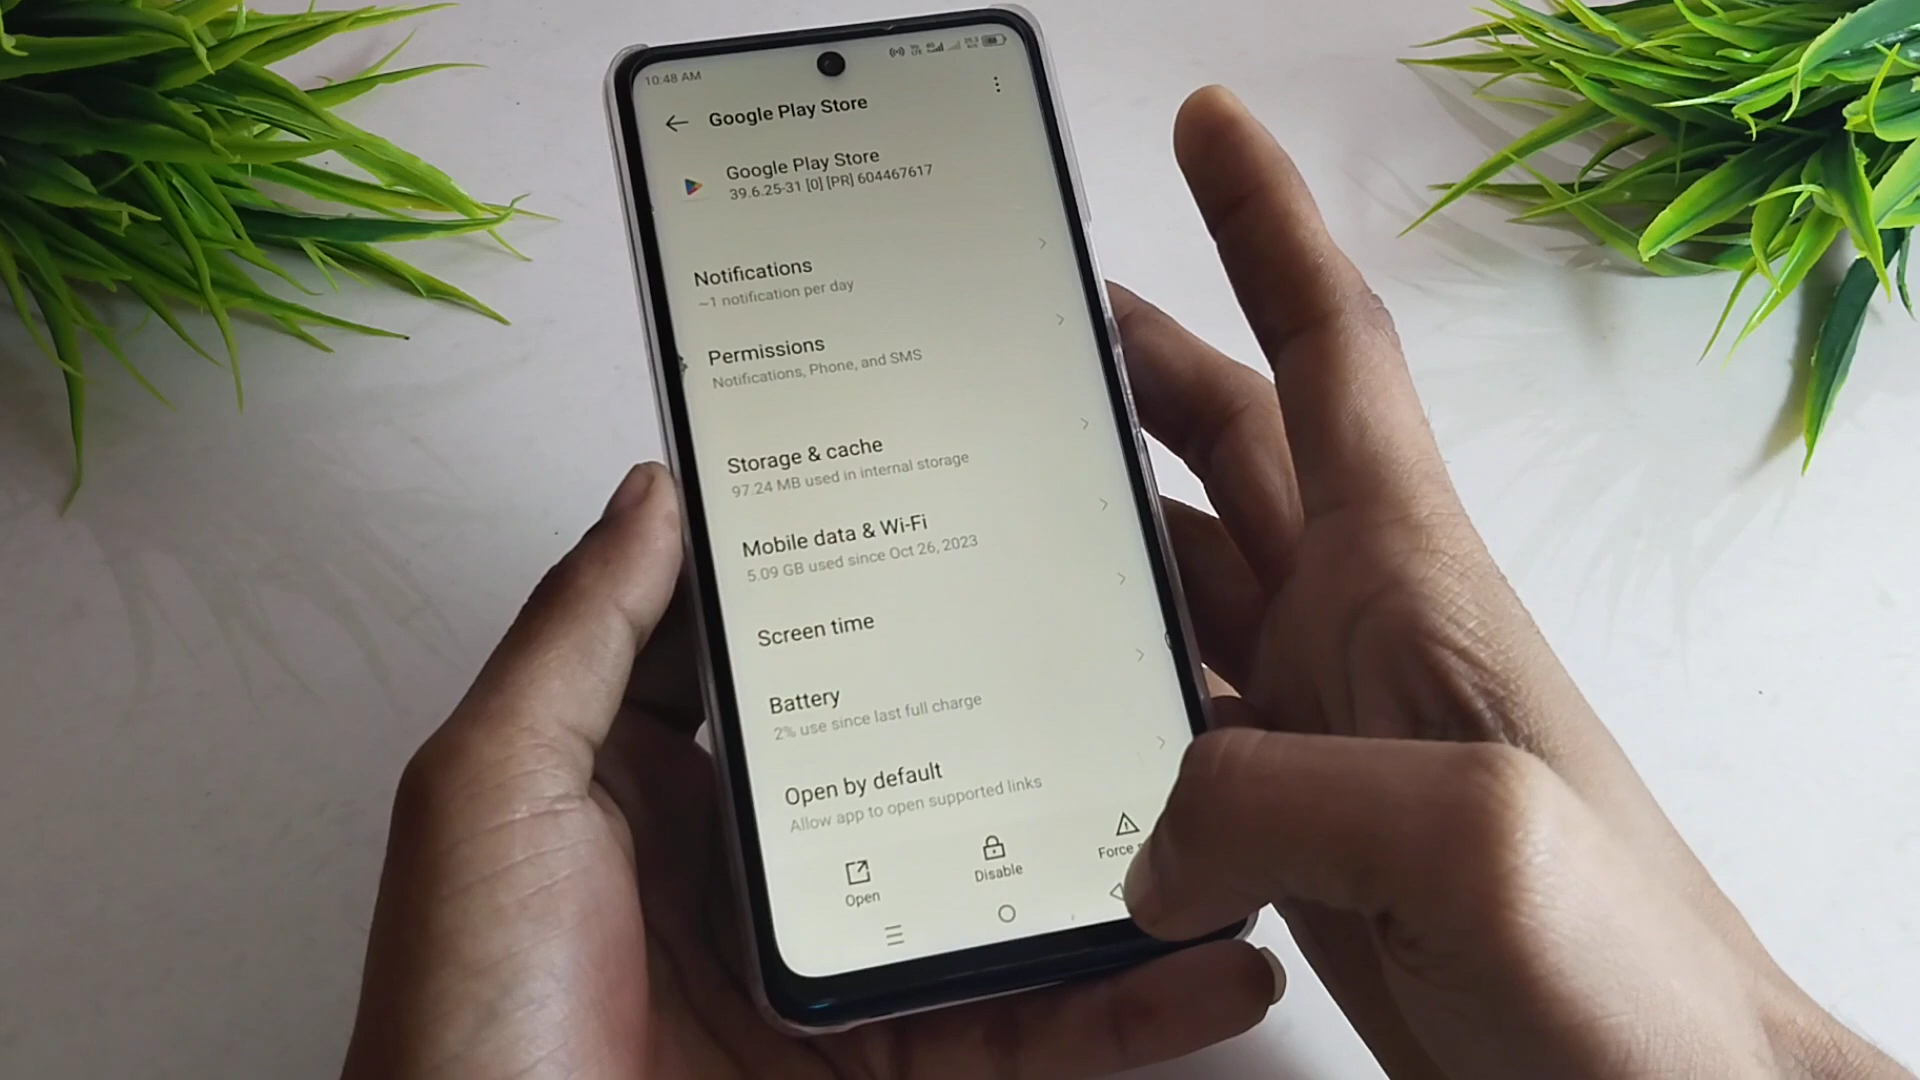 10:48 AM
Google Play Store
Google Play Store
39.6.25-31 [0] [PR] 604467617
Notifications
~1 notification per day
Permissions
Notifications, Phone, and SMS
Storage & cache
97.24 MB used in internal storage
Mobile data & Wi-Fi
5.09 GB used since Oct 26, 2023
Screen time
Battery
2% use since last full charge
Open by default
Allow app to open supported links
Open
Disable
Force